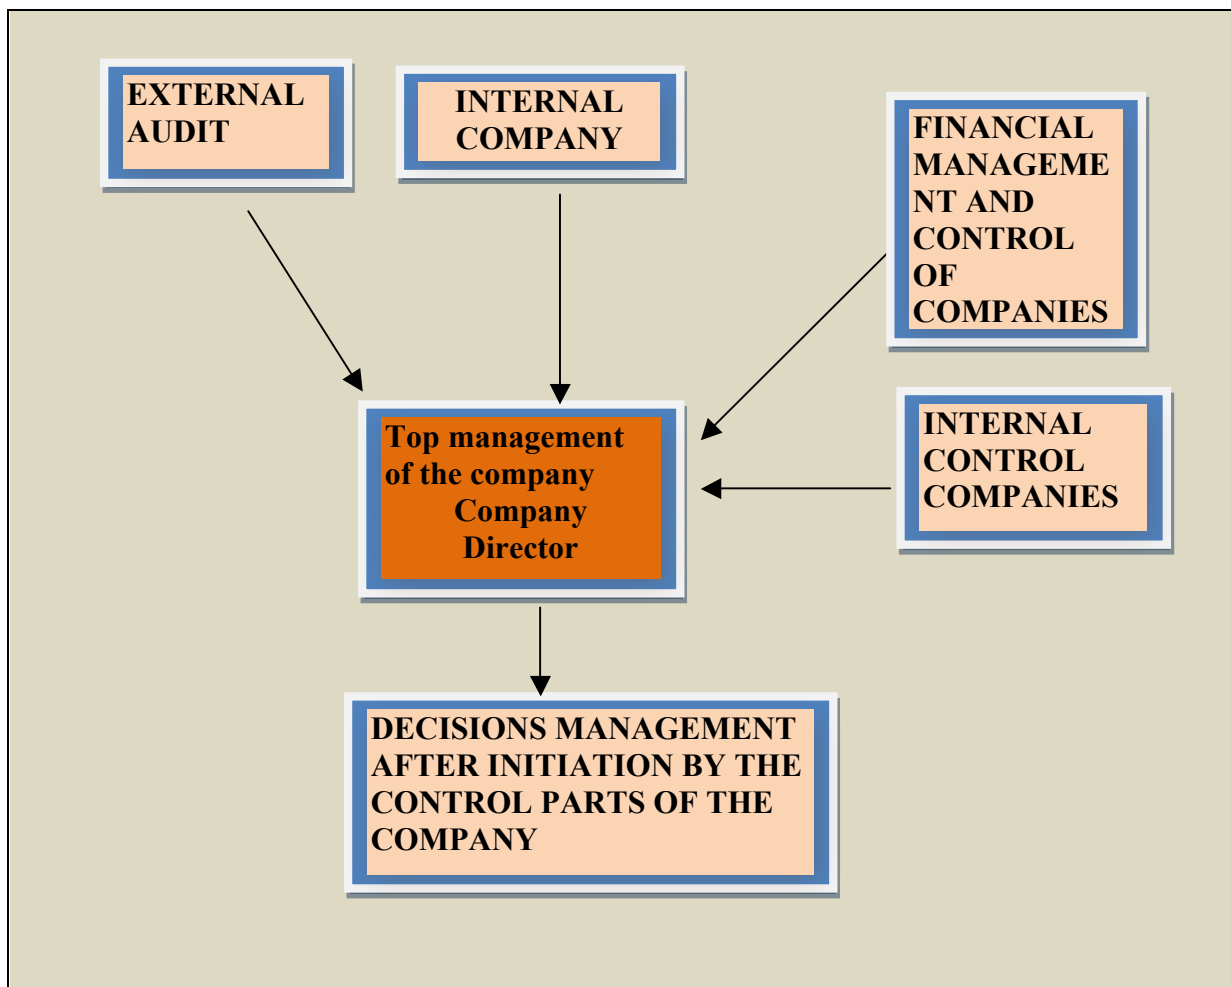 EXTERNAL
AUDIT
INTERNAL
COMPANY
FINANCIAL
MANAGEME
NT AND
CONTROL
OF
COMPANIES
INTERNAL
CONTROL
COMPANIES
Top management
of the company
Company
Director
DECISIONS MANAGEMENT
AFTER INITIATION BY THE
CONTROL PARTS OF THE
COMPANY